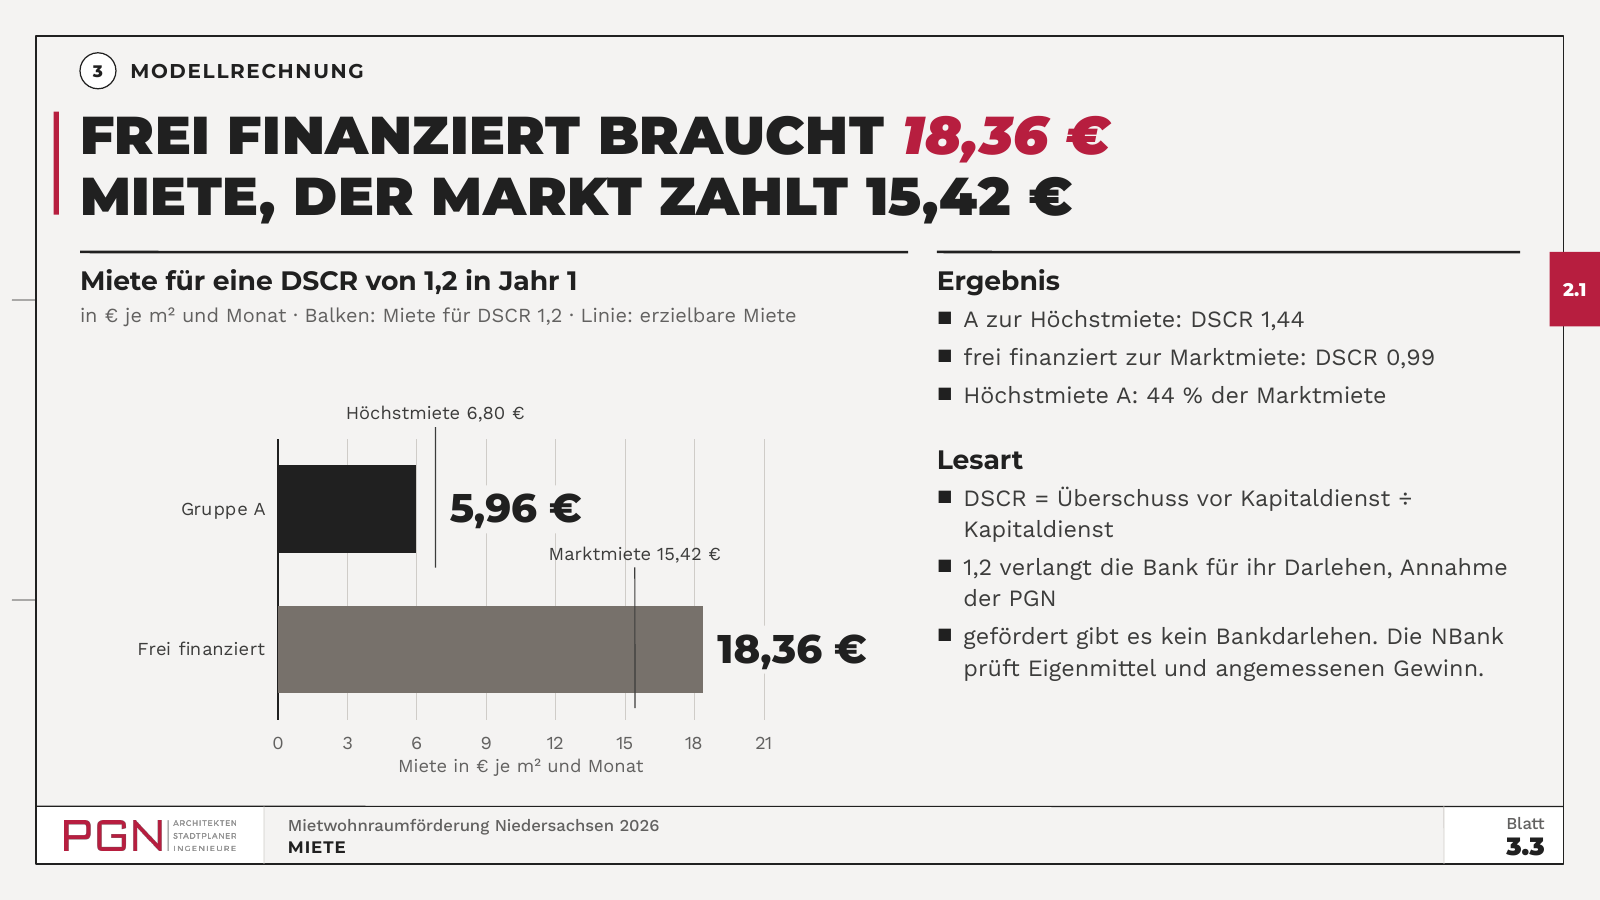 3 MODELLRECHNUNG
FREI FINANZIERT BRAUCHT 18,36 €
MIETE, DER MARKT ZAHLT 15,42 €
Miete für eine DSCR von 1,2 in Jahr 1
in € je m² und Monat · Balken: Miete für DSCR 1,2 · Linie: erzielbare Miete
Höchstmiete 6,80 €
Gruppe A
5,96 €
Marktmiete 15,42 €
Frei finanziert
18,36 €
0 3 6 9 12 15 18 21
Miete in € je m² und Monat
Ergebnis
■ A zur Höchstmiete: DSCR 1,44
■ frei finanziert zur Marktmiete: DSCR 0,99
■ Höchstmiete A: 44 % der Marktmiete
Lesart
■ DSCR = Überschuss vor Kapitaldienst ÷
Kapitaldienst
■ 1,2 verlangt die Bank für ihr Darlehen, Annahme
der PGN
■ gefördert gibt es kein Bankdarlehen. Die NBank
prüft Eigenmittel und angemessenen Gewinn.
2.1
PGN
ARCHITEKTEN
STADTPLANER
INGENIEURE
Mietwohnraumförderung Niedersachsen 2026
MIETE
Blatt
3.3